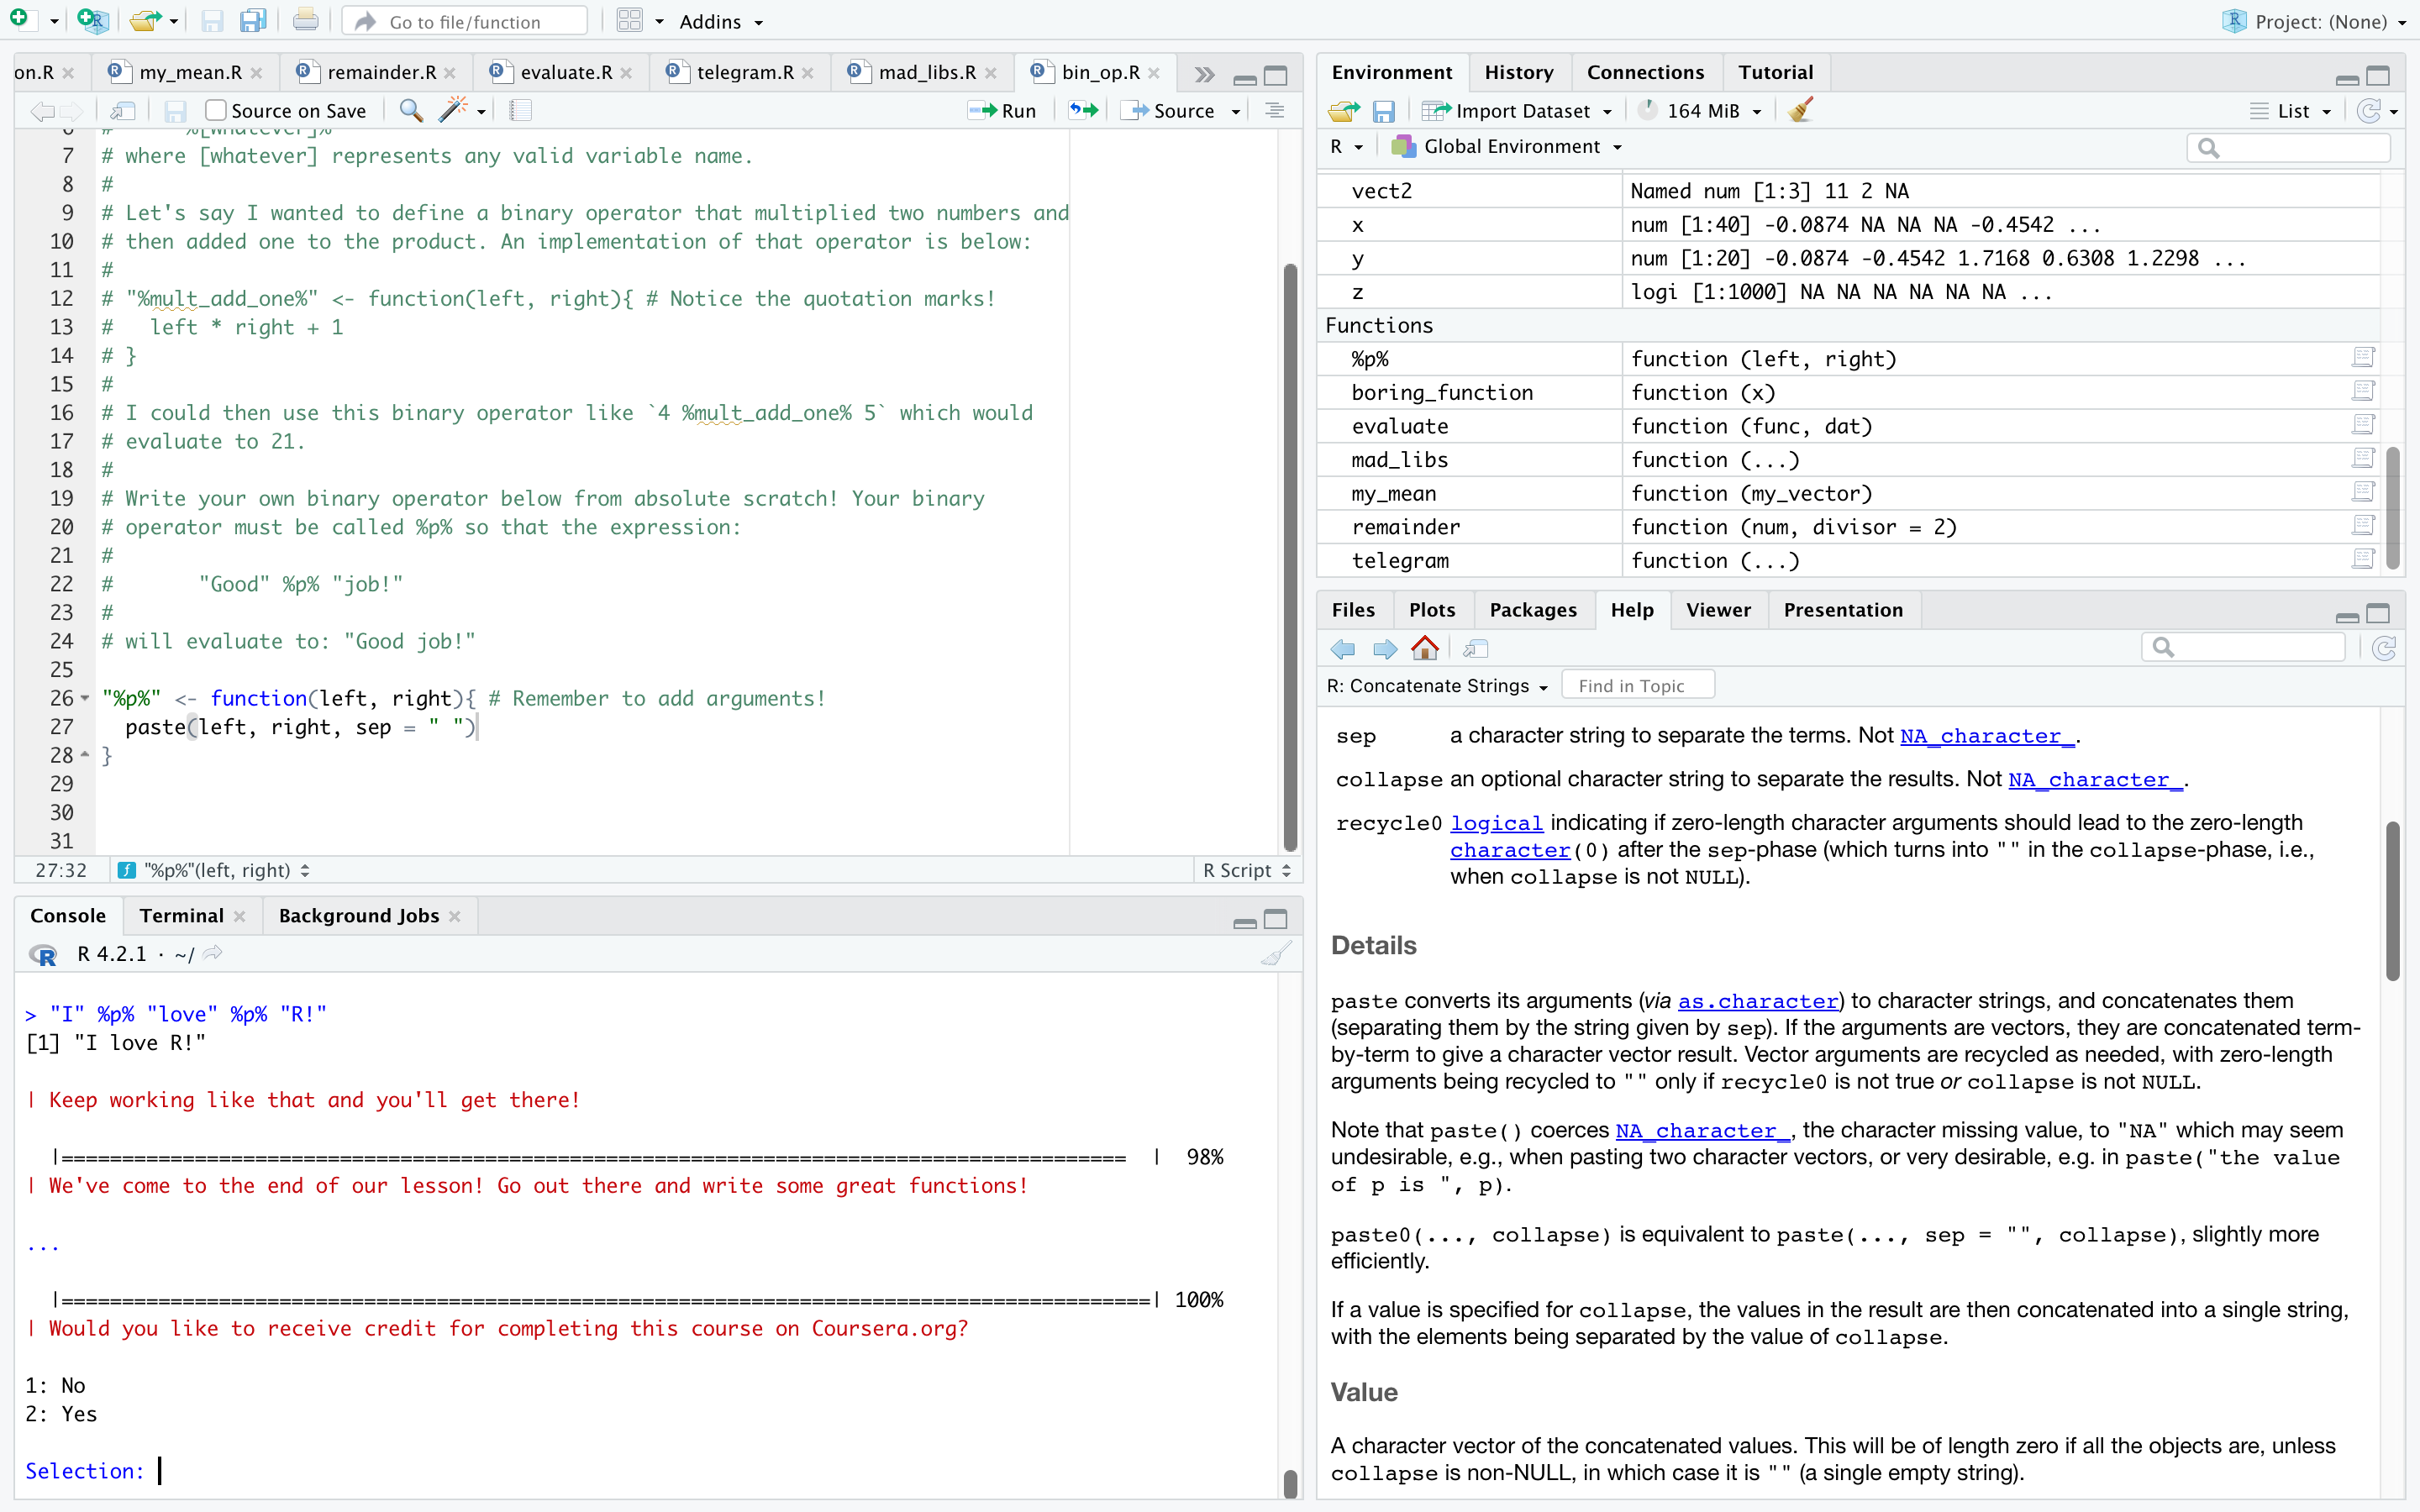 Go to file/function
Addins
Project: (None)
on.R
my_mean.R
remainder.R
evaluate.R
telegram.R
mad_libs.R
bin_op.R
Source on Save
Run
Source
6 # %[whatever]%
7 # where [whatever] represents any valid variable name.
8 #
9 # Let's say I wanted to define a binary operator that multiplied two numbers and
10 # then added one to the product. An implementation of that operator is below:
11 #
12 # "%mult_add_one%" <- function(left, right){ # Notice the quotation marks!
13 #   left * right + 1
14 # }
15 #
16 # I could then use this binary operator like `4 %mult_add_one% 5` which would
17 # evaluate to 21.
18 #
19 # Write your own binary operator below from absolute scratch! Your binary
20 # operator must be called %p% so that the expression:
21 #
22 #       "Good" %p% "job!"
23 #
24 # will evaluate to: "Good job!"
25
26 "%p%" <- function(left, right){ # Remember to add arguments!
27   paste(left, right, sep = " ")
28 }
29
30
31
27:32
"%p%"(left, right)
R Script
Console
Terminal
Background Jobs
R 4.2.1 · ~/
> "I" %p% "love" %p% "R!"
[1] "I love R!"
| Keep working like that and you'll get there!
|======================================================================================== | 98%
| We've come to the end of our lesson! Go out there and write some great functions!
...
|==========================================================================================| 100%
| Would you like to receive credit for completing this course on Coursera.org?
1: No
2: Yes
Selection:
Environment
History
Connections
Tutorial
Import Dataset
164 MiB
List
R
Global Environment
vect2 Named num [1:3] 11 2 NA
x num [1:40] -0.0874 NA NA NA -0.4542 ...
y num [1:20] -0.0874 -0.4542 1.7168 0.6308 1.2298 ...
z logi [1:1000] NA NA NA NA NA NA ...
Functions
%p% function (left, right)
boring_function function (x)
evaluate function (func, dat)
mad_libs function (...)
my_mean function (my_vector)
remainder function (num, divisor = 2)
telegram function (...)
Files
Plots
Packages
Help
Viewer
Presentation
R: Concatenate Strings
Find in Topic
sep a character string to separate the terms. Not NA_character_.
collapse an optional character string to separate the results. Not NA_character_.
recycle0 logical indicating if zero-length character arguments should lead to the zero-length
character(0) after the sep-phase (which turns into "" in the collapse-phase, i.e.,
when collapse is not NULL).
Details
paste converts its arguments (via as.character) to character strings, and concatenates them
(separating them by the string given by sep). If the arguments are vectors, they are concatenated term-
by-term to give a character vector result. Vector arguments are recycled as needed, with zero-length
arguments being recycled to "" only if recycle0 is not true or collapse is not NULL.
Note that paste() coerces NA_character_, the character missing value, to "NA" which may seem
undesirable, e.g., when pasting two character vectors, or very desirable, e.g. in paste("the value
of p is ", p).
paste0(..., collapse) is equivalent to paste(..., sep = "", collapse), slightly more
efficiently.
If a value is specified for collapse, the values in the result are then concatenated into a single string,
with the elements being separated by the value of collapse.
Value
A character vector of the concatenated values. This will be of length zero if all the objects are, unless
collapse is non-NULL, in which case it is "" (a single empty string).